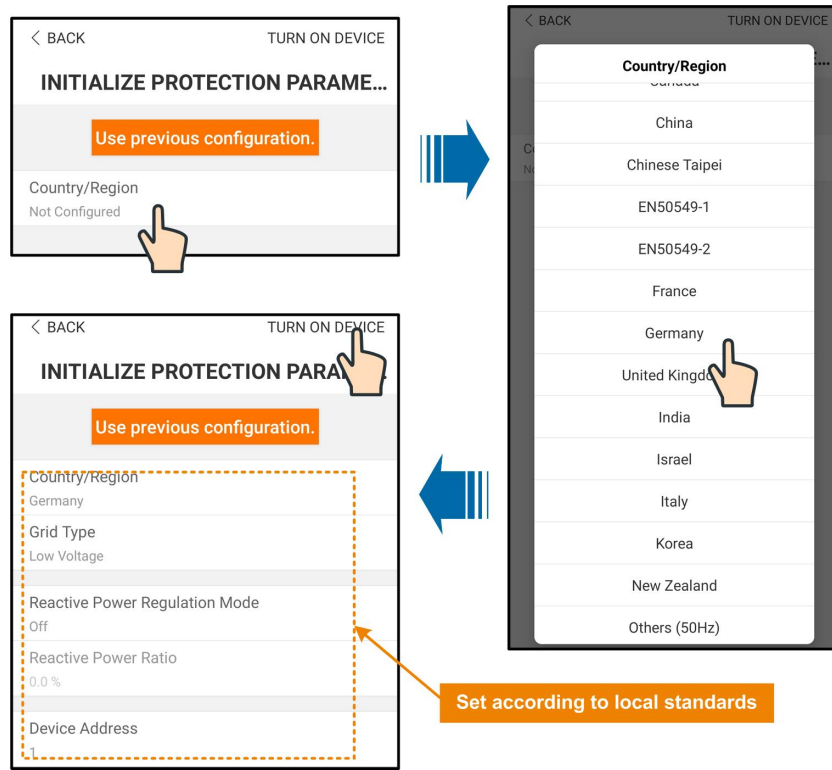 BACK
TURN ON DEVICE
INITIALIZE PROTECTION PARAME...
Use previous configuration.
Country/Region
Not Configured
BACK
TURN ON DEVICE
Country/Region
Canada
China
Chinese Taipei
EN50549-1
EN50549-2
France
Germany
United Kingdo
India
Israel
Italy
Korea
New Zealand
Others (50Hz)
BACK
TURN ON DEVICE
INITIALIZE PROTECTION PARA
Use previous configuration.
Country/Region
Germany
Grid Type
Low Voltage
Reactive Power Regulation Mode
Off
Reactive Power Ratio
0.0 %
Device Address
1
Set according to local standards